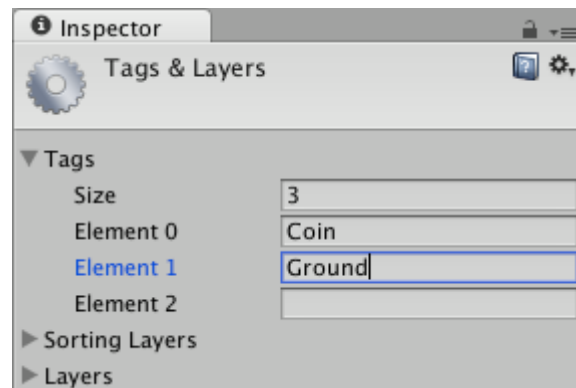 Inspector
Tags & Layers
Tags
Size 3
Element 0 Coin
Element 1 Ground
Element 2
Sorting Layers
Layers